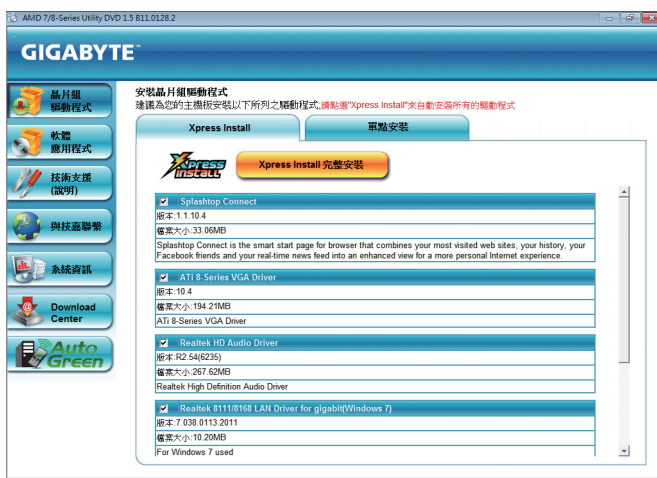 AMD 7/8-Series Utility DVD 1.5 B11.0128.2
GIGABYTE™
晶片組
驅動程式
軟體
應用程式
技術支援
(說明)
與技嘉聯繫
系統資訊
Download
Center
Auto
Green
安裝晶片組驅動程式
建議為您的主機板安裝以下所列之驅動程式;請點選"Xpress Install"來自動安裝所有的驅動程式
Xpress Install
單點安裝
Xpress
INSTALL
Xpress Install 完整安裝
Splashtop Connect
版本:1.1.10.4
檔案大小:33.06MB
Splashtop Connect is the smart start page for browser that combines your most visited web sites, your history, your
Facebook friends and your real-time news feed into an enhanced view for a more personal Internet experience.
ATi 8-Series VGA Driver
版本:10.4
檔案大小:194.21MB
ATi 8-Series VGA Driver
Realtek HD Audio Driver
版本:R2.54(6235)
檔案大小:267.62MB
Realtek High Definition Audio Driver
Realtek 8111/8168 LAN Driver for gigabit(Windows 7)
版本:7.038.0113.2011
檔案大小:10.20MB
For Windows 7 used